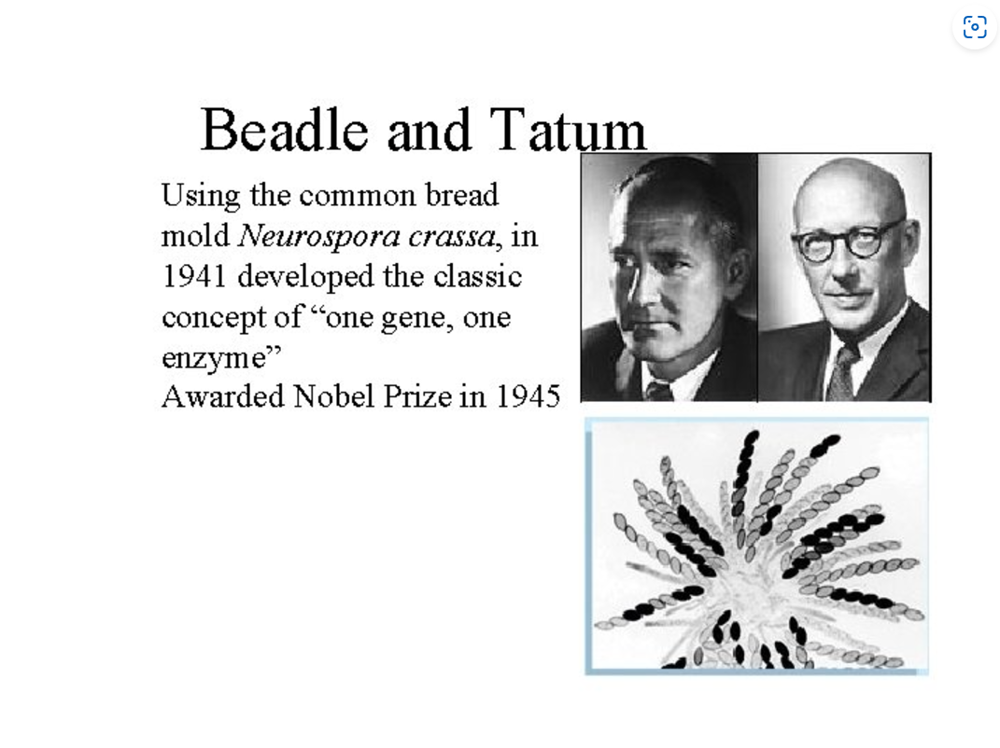 Beadle and Tatum
Using the common bread
mold Neurospora crassa, in
1941 developed the classic
concept of “one gene, one
enzyme”
Awarded Nobel Prize in 1945